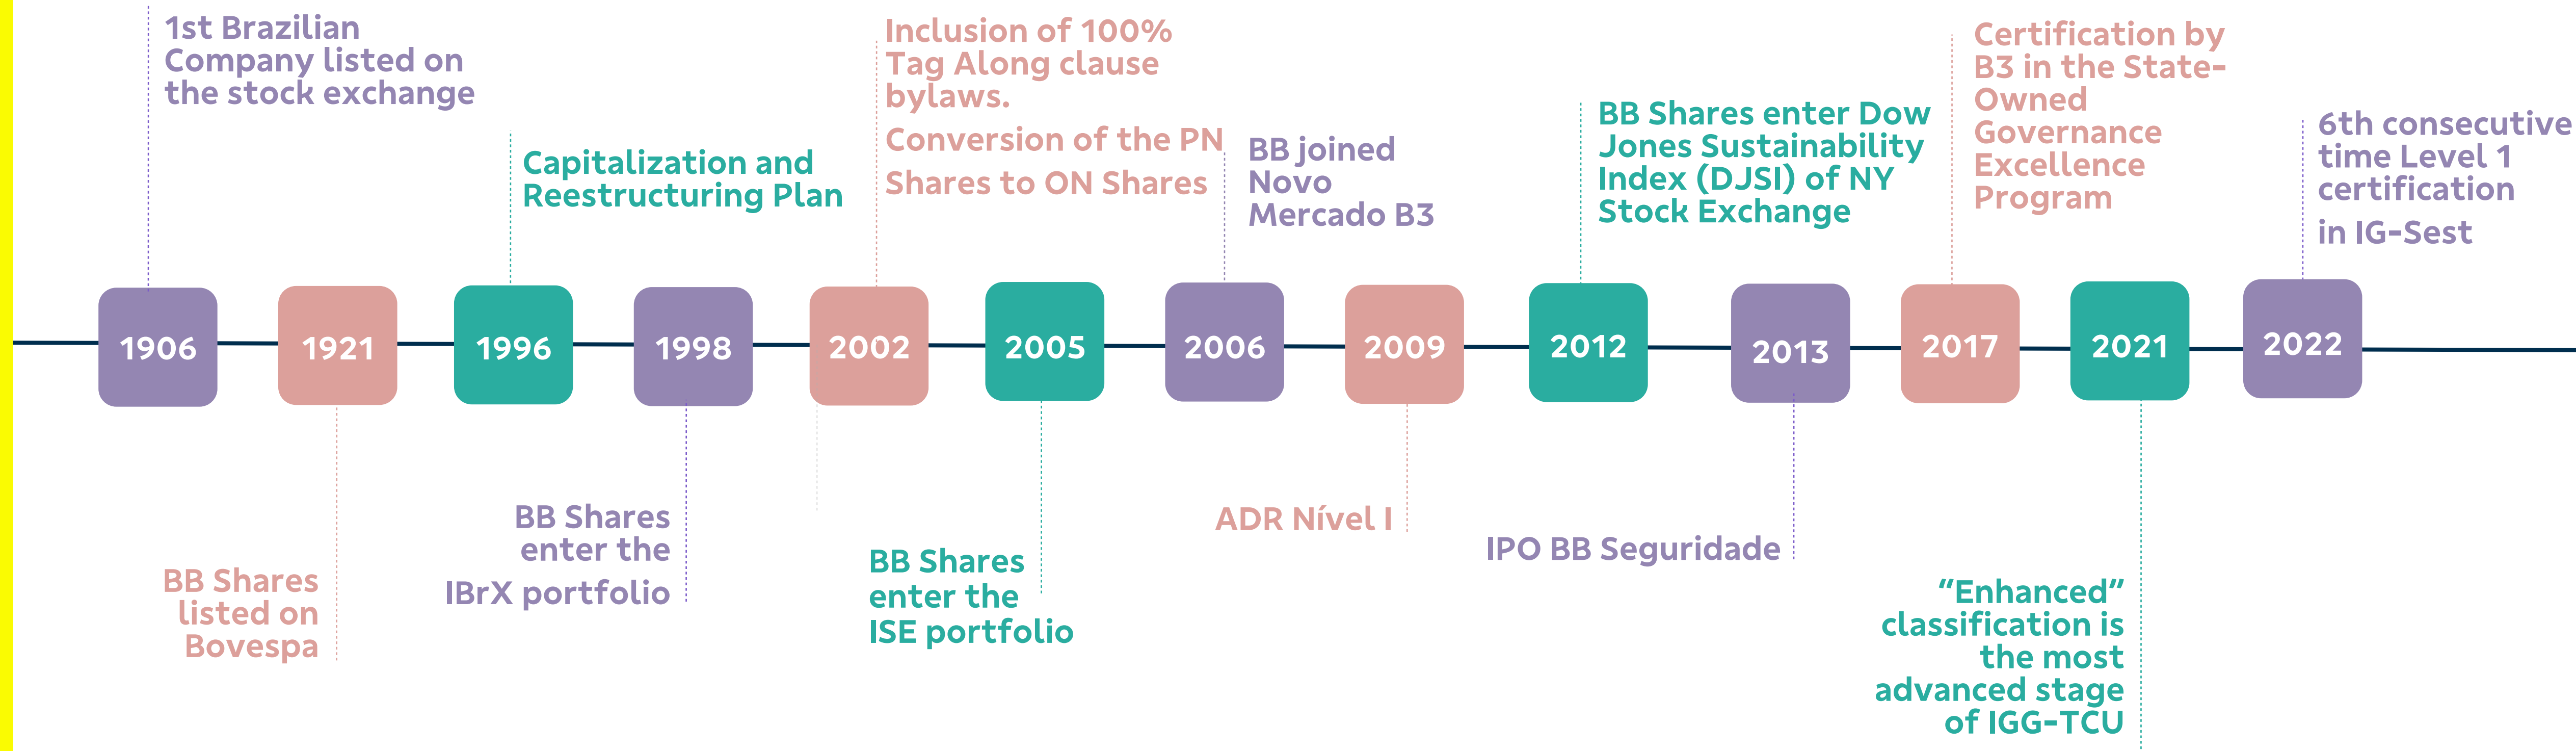 1st Brazilian
Company listed on
the stock exchange
Capitalization and
Reestructuring Plan
Inclusion of 100%
Tag Along clause
bylaws.
Conversion of the PN
Shares to ON Shares
BB joined
Novo
Mercado B3
BB Shares enter Dow
Jones Sustainability
Index (DJSI) of NY
Stock Exchange
Certification by
B3 in the State-
Owned
Governance
Excellence
Program
6th consecutive
time Level 1
certification
in IG-Sest
1906
1921
1996
1998
2002
2005
2006
2009
2012
2013
2017
2021
2022
BB Shares
listed on
Bovespa
BB Shares
enter the
IBrX portfolio
BB Shares
enter the
ISE portfolio
ADR Nível I
IPO BB Seguridade
“Enhanced”
classification is
the most
advanced stage
of IGG-TCU